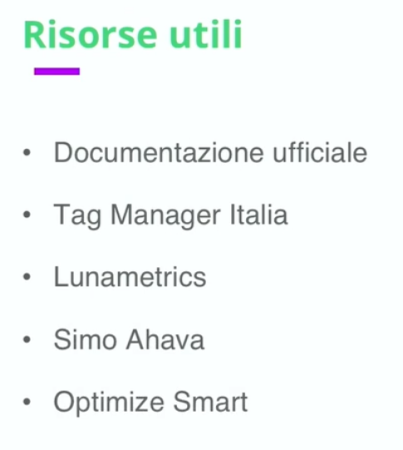 Risorse utili
• Documentazione ufficiale
• Tag Manager Italia
• Lunametrics
• Simo Ahava
• Optimize Smart